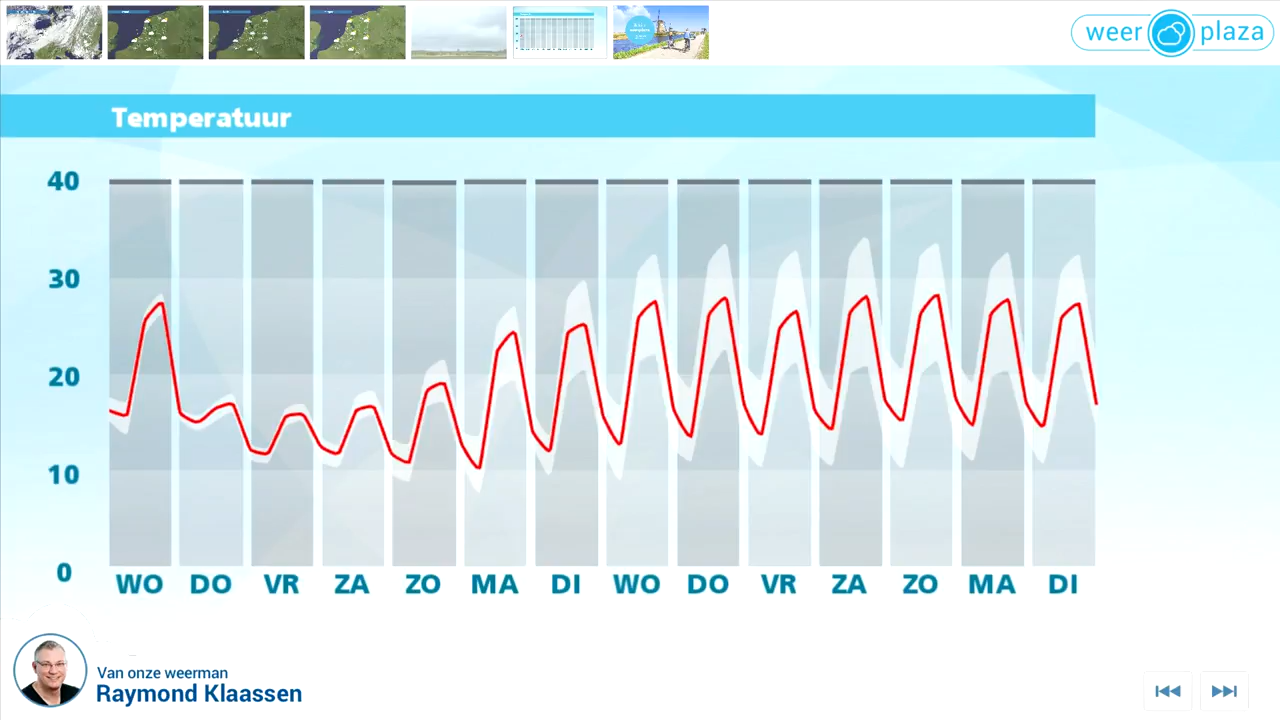 weer plaza
Temperatuur
40
30
20
10
0
WO DO VR ZA ZO MA DI WO DO VR ZA ZO MA DI
Van onze weerman
Raymond Klaassen